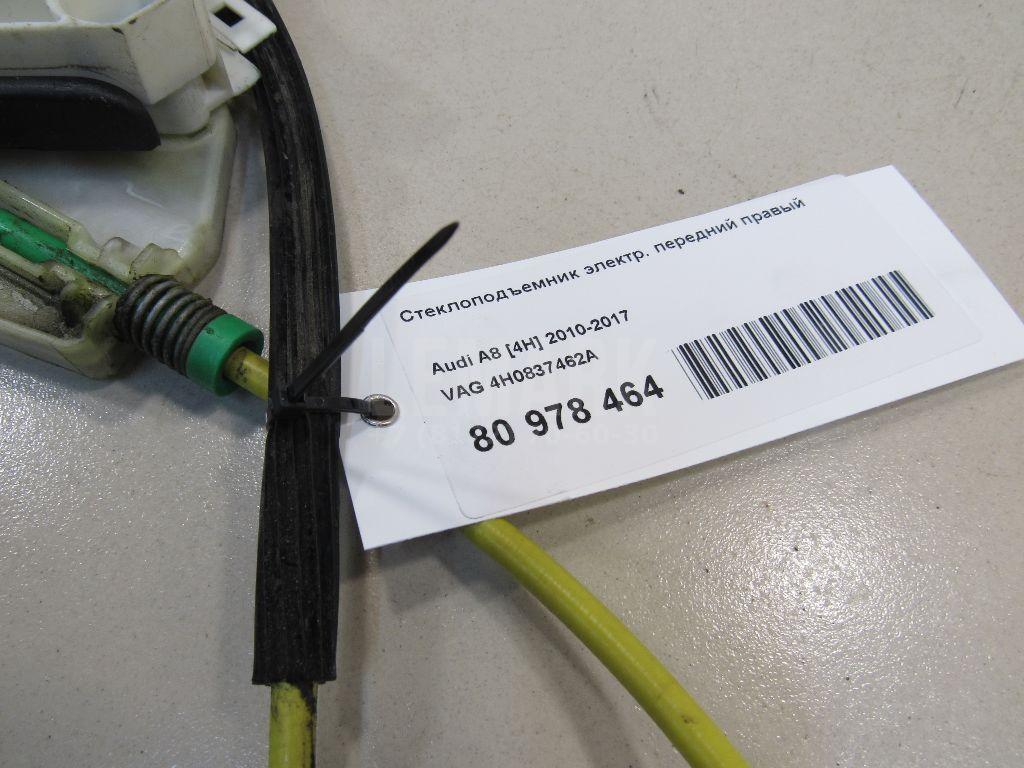 Стеклоподъемник электр. передний правый
Audi A8 [4H] 2010-2017
VAG 4H0837462A
80 978 464